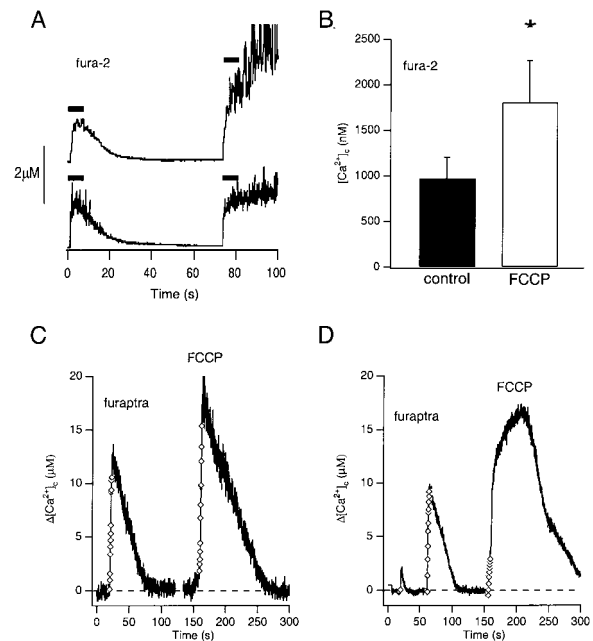 A
fura-2
2µM
0 20 40 60 80 100
Time (s)
B
*
2500
2000
1500
1000
500
0
[Ca²⁺]c (nM)
fura-2
control FCCP
C
FCCP
furaptra
20
15
10
5
0
Δ[Ca²⁺]c (µM)
0 50 100 150 200 250 300
Time (s)
D
FCCP
furaptra
20
15
10
5
0
Δ[Ca²⁺]c (µM)
0 50 100 150 200 250 300
Time (s)